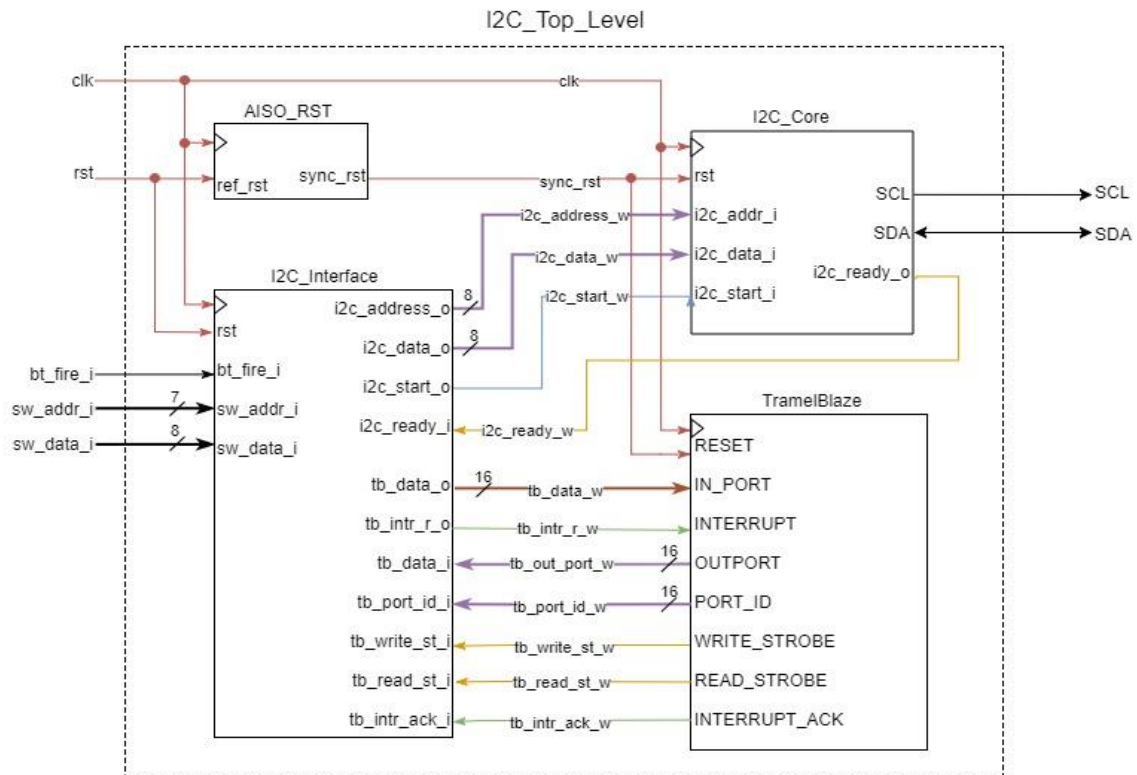 I2C_Top_Level
clk
clk
AISO_RST
I2C_Core
rst
ref_rst
sync_rst
sync_rst
rst
SCL
SCL
i2c_address_w
i2c_addr_i
SDA
SDA
i2c_data_w
i2c_data_i
I2C_Interface
i2c_ready_o
i2c_address_o
8
i2c_start_w
i2c_start_i
rst
i2c_data_o
8
bt_fire_i
bt_fire_i
i2c_start_o
sw_addr_i
7
sw_addr_i
TramelBlaze
i2c_ready_i
i2c_ready_w
sw_data_i
8
sw_data_i
RESET
tb_data_o
16
tb_data_w
IN_PORT
tb_intr_r_o
tb_intr_r_w
INTERRUPT
tb_data_i
tb_out_port_w
16
OUTPORT
tb_port_id_i
tb_port_id_w
16
PORT_ID
tb_write_st_i
tb_write_st_w
WRITE_STROBE
tb_read_st_i
tb_read_st_w
READ_STROBE
tb_intr_ack_i
tb_intr_ack_w
INTERRUPT_ACK